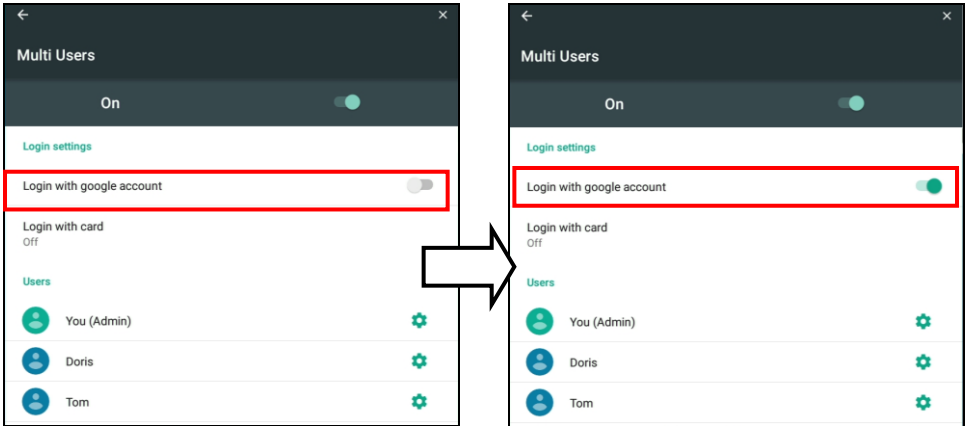 Multi Users
On
Login settings
Login with google account
Login with card
Off
Users
You (Admin)
Doris
Tom
Multi Users
On
Login settings
Login with google account
Login with card
Off
Users
You (Admin)
Doris
Tom